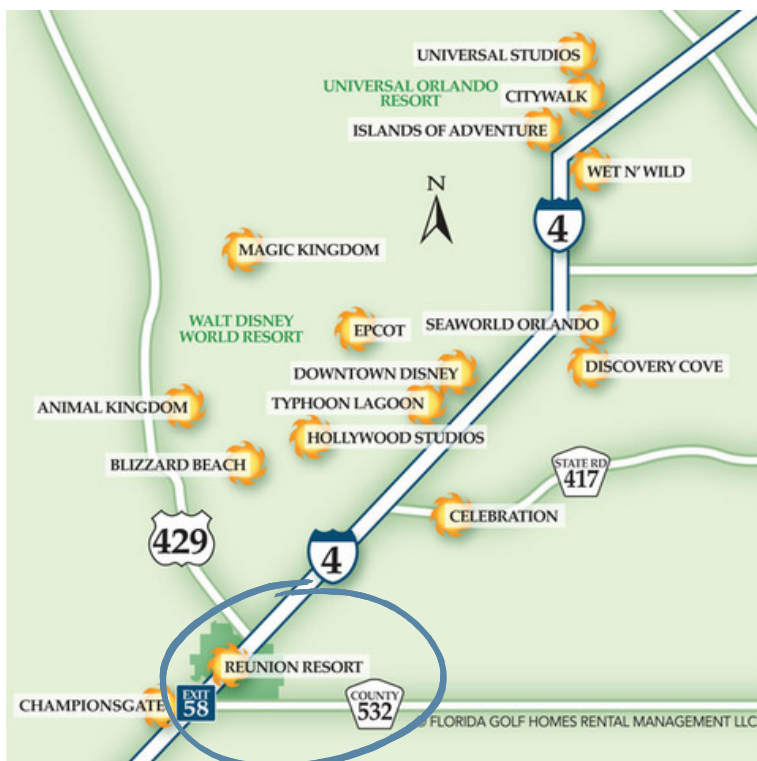 UNIVERSAL STUDIOS
UNIVERSAL ORLANDO
RESORT
CITYWALK
ISLANDS OF ADVENTURE
WET N' WILD
N
4
MAGIC KINGDOM
WALT DISNEY
WORLD RESORT
EPCOT
SEAWORLD ORLANDO
DISCOVERY COVE
DOWNTOWN DISNEY
TYPHOON LAGOON
ANIMAL KINGDOM
HOLLYWOOD STUDIOS
BLIZZARD BEACH
STATE RD
417
CELEBRATION
429
4
REUNION RESORT
CHAMPIONSGATE
EXIT
58
COUNTY
532
© FLORIDA GOLF HOMES RENTAL MANAGEMENT LLC